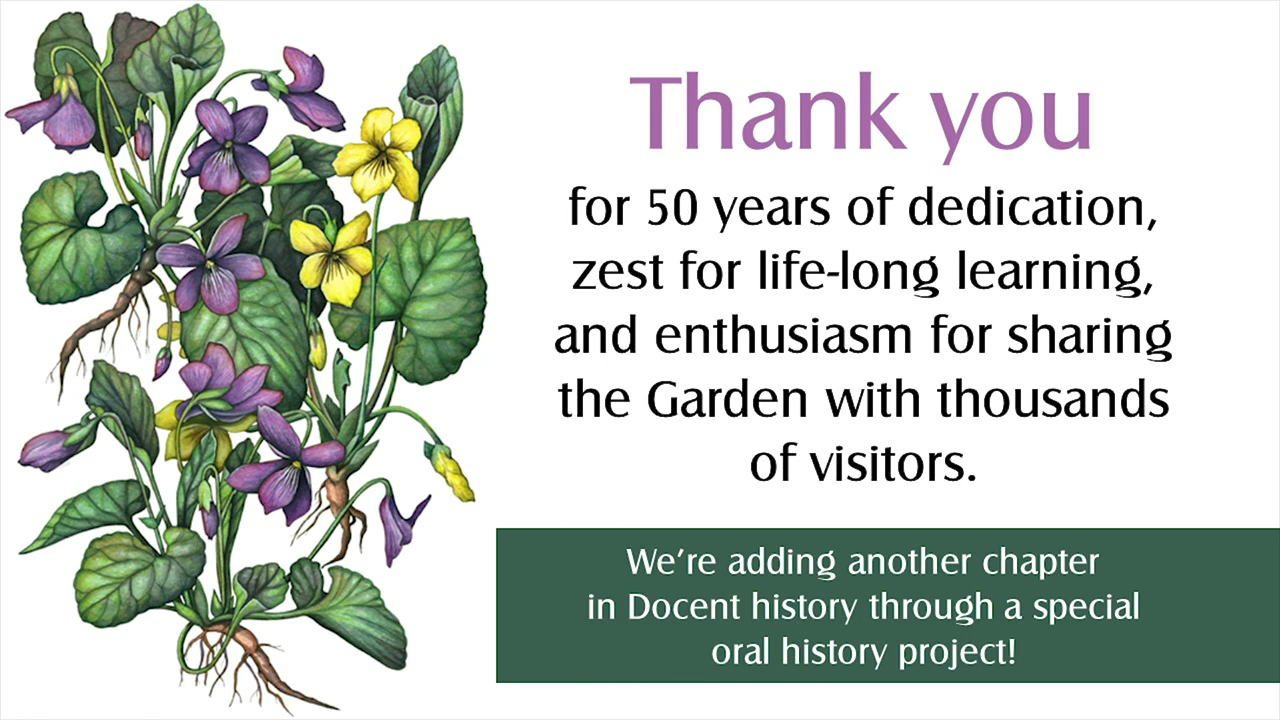 Thank you
for 50 years of dedication,
zest for life-long learning,
and enthusiasm for sharing
the Garden with thousands
of visitors.
We’re adding another chapter
in Docent history through a special
oral history project!